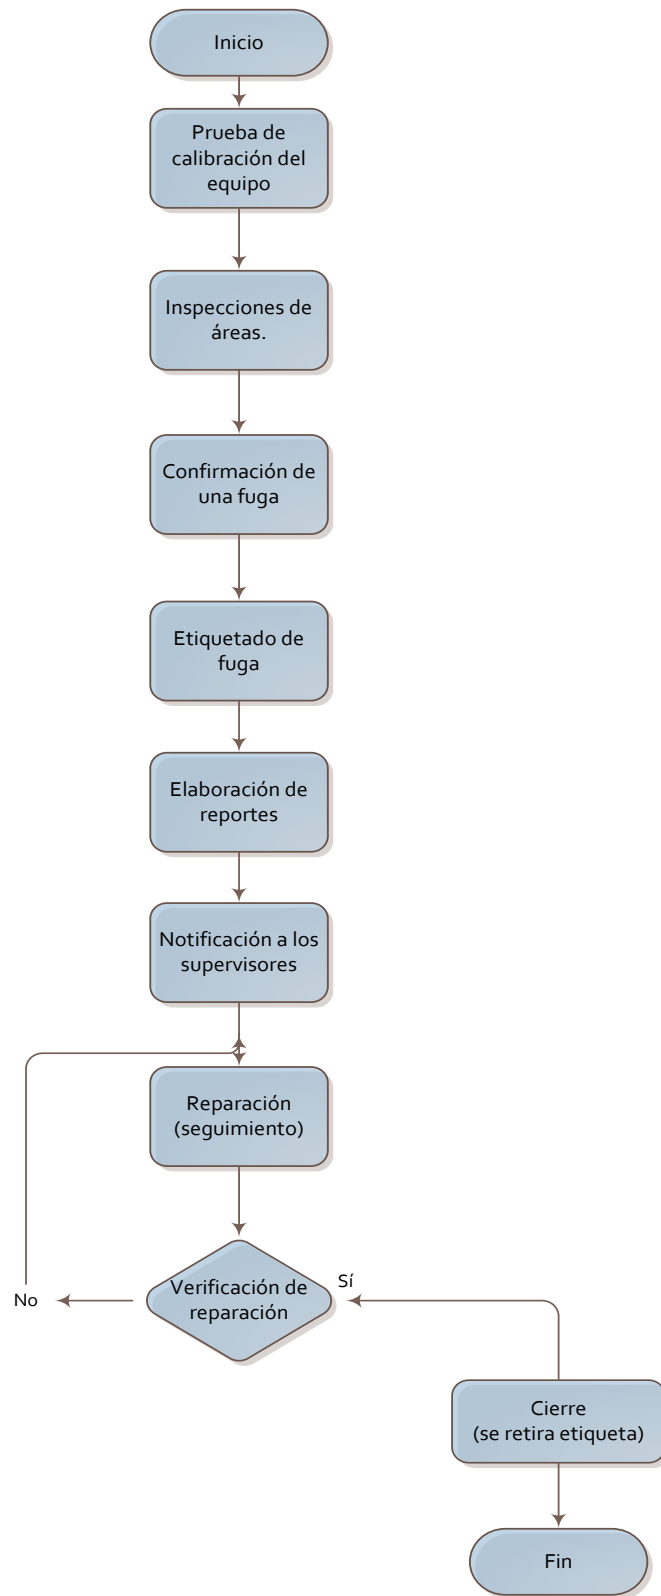 Inicio
Prueba de
calibración del
equipo
Inspecciones de
áreas.
Confirmación de
una fuga
Etiquetado de
fuga
Elaboración de
reportes
Notificación a los
supervisores
Reparación
(seguimiento)
Verificación de
reparación
Sí
No
Cierre
(se retira etiqueta)
Fin